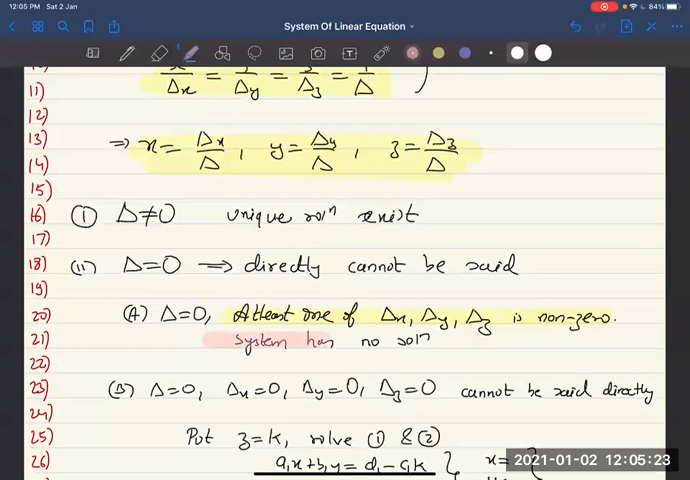 12:05 PM Sat 2 Jan
84%
System Of Linear Equation
10)
11) Δx = Δy = Δz = Δ
12)
13) ⇒ x = Δx/Δ , y = Δy/Δ , z = Δz/Δ
14)
15)
16) (I) Δ≠0 unique solⁿ exist
17)
18) (II) Δ=0 ⇒ directly cannot be said
19)
20) (A) Δ=0, Atleast one of Δx, Δy, Δz is non-zero.
21) System has no solⁿ
22)
23) (B) Δ=0, Δx=0, Δy=0, Δz=0 cannot be said directly
24)
25) Put z=k, solve (1) & (2)
26) a₁x+b₁y = d₁-c₁k } x=
2021-01-02 12:05:23